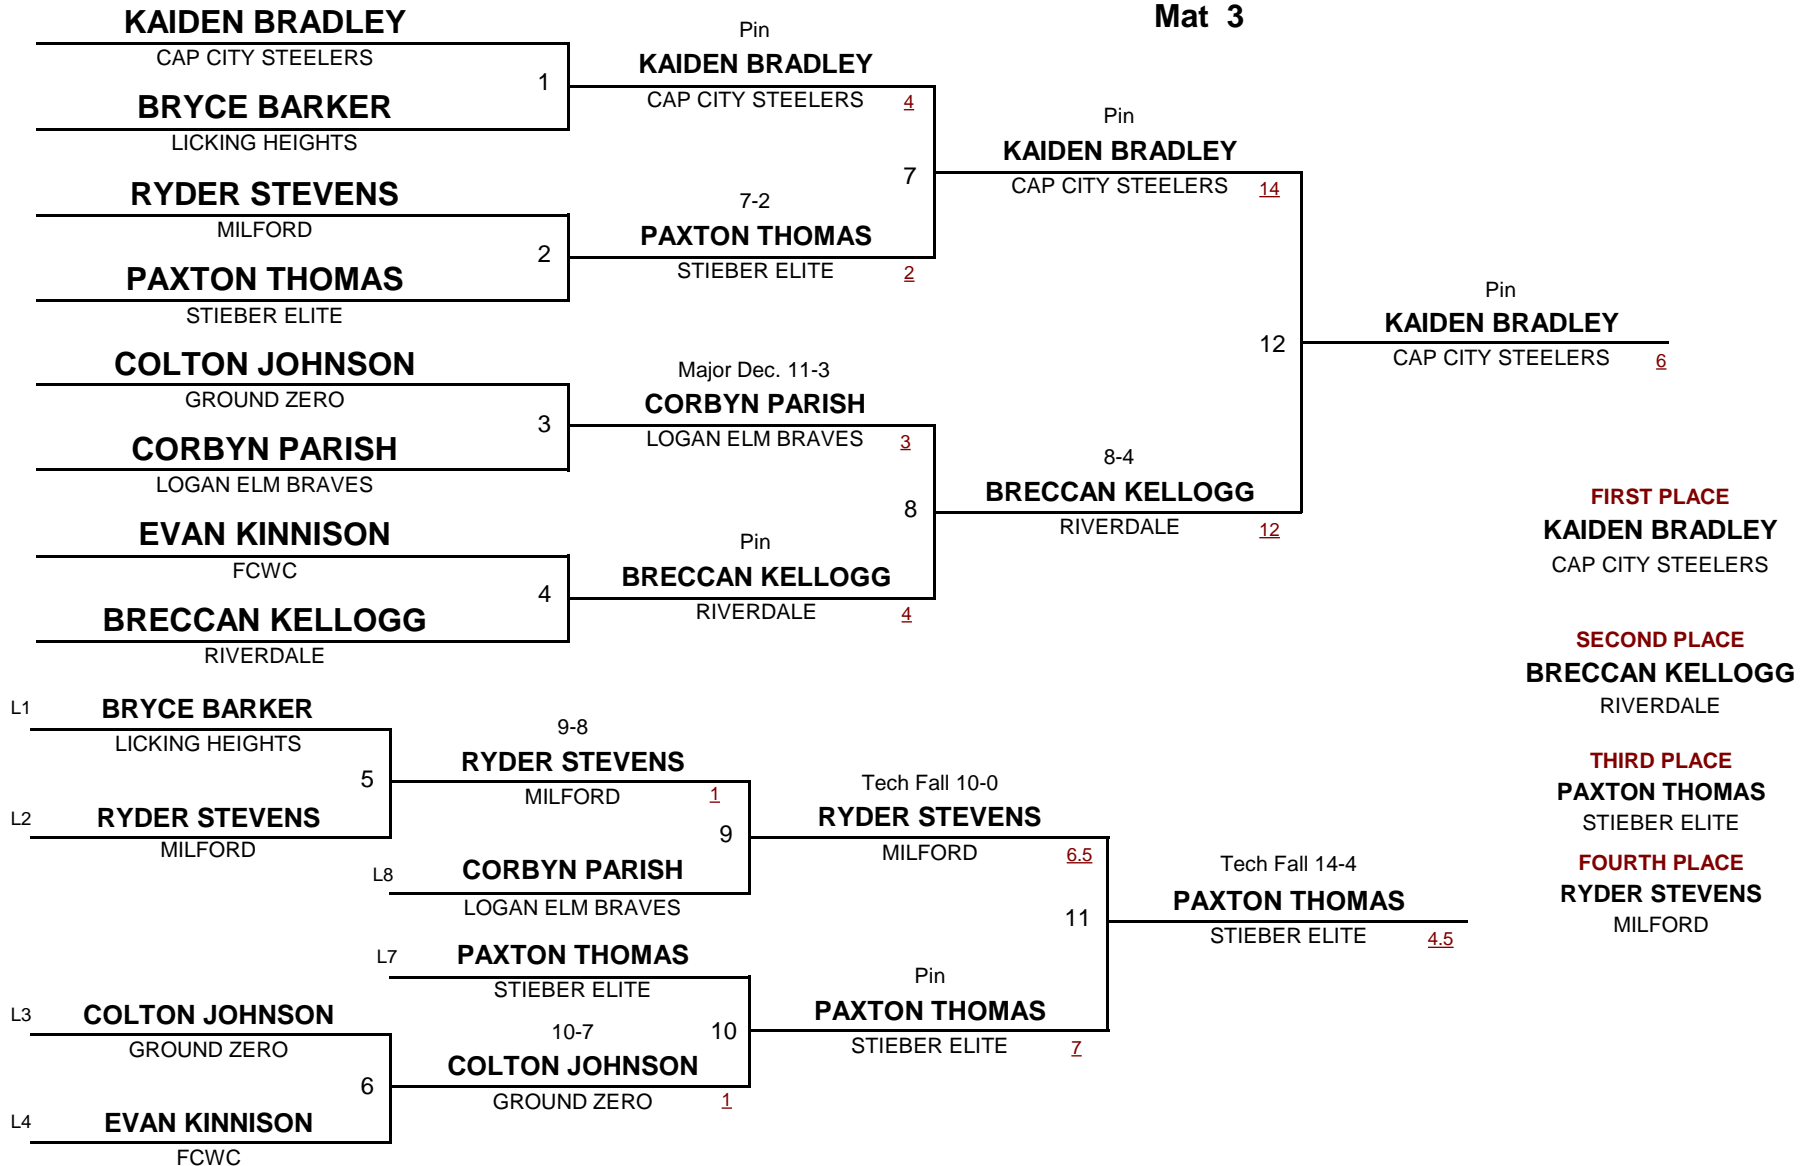 Mat 3
KAIDEN BRADLEY
CAP CITY STEELERS
1
BRYCE BARKER
LICKING HEIGHTS
RYDER STEVENS
MILFORD
2
PAXTON THOMAS
STIEBER ELITE
COLTON JOHNSON
GROUND ZERO
3
CORBYN PARISH
LOGAN ELM BRAVES
EVAN KINNISON
FCWC
4
BRECCAN KELLOGG
RIVERDALE
Pin
KAIDEN BRADLEY
CAP CITY STEELERS 4
7
7-2
PAXTON THOMAS
STIEBER ELITE 2
Major Dec. 11-3
CORBYN PARISH
LOGAN ELM BRAVES 3
8
Pin
BRECCAN KELLOGG
RIVERDALE 4
Pin
KAIDEN BRADLEY
CAP CITY STEELERS 14
12
8-4
BRECCAN KELLOGG
RIVERDALE 12
Pin
KAIDEN BRADLEY
CAP CITY STEELERS 6
FIRST PLACE
KAIDEN BRADLEY
CAP CITY STEELERS
SECOND PLACE
BRECCAN KELLOGG
RIVERDALE
THIRD PLACE
PAXTON THOMAS
STIEBER ELITE
FOURTH PLACE
RYDER STEVENS
MILFORD
L1 BRYCE BARKER
LICKING HEIGHTS
5
L2 RYDER STEVENS
MILFORD
9-8
RYDER STEVENS
MILFORD 1
9
L8 CORBYN PARISH
LOGAN ELM BRAVES
L7 PAXTON THOMAS
STIEBER ELITE
10
L3 COLTON JOHNSON
GROUND ZERO
6
L4 EVAN KINNISON
FCWC
10-7
COLTON JOHNSON
GROUND ZERO 1
Tech Fall 10-0
RYDER STEVENS
MILFORD 6.5
11
Pin
PAXTON THOMAS
STIEBER ELITE 7
Tech Fall 14-4
PAXTON THOMAS
STIEBER ELITE 4.5